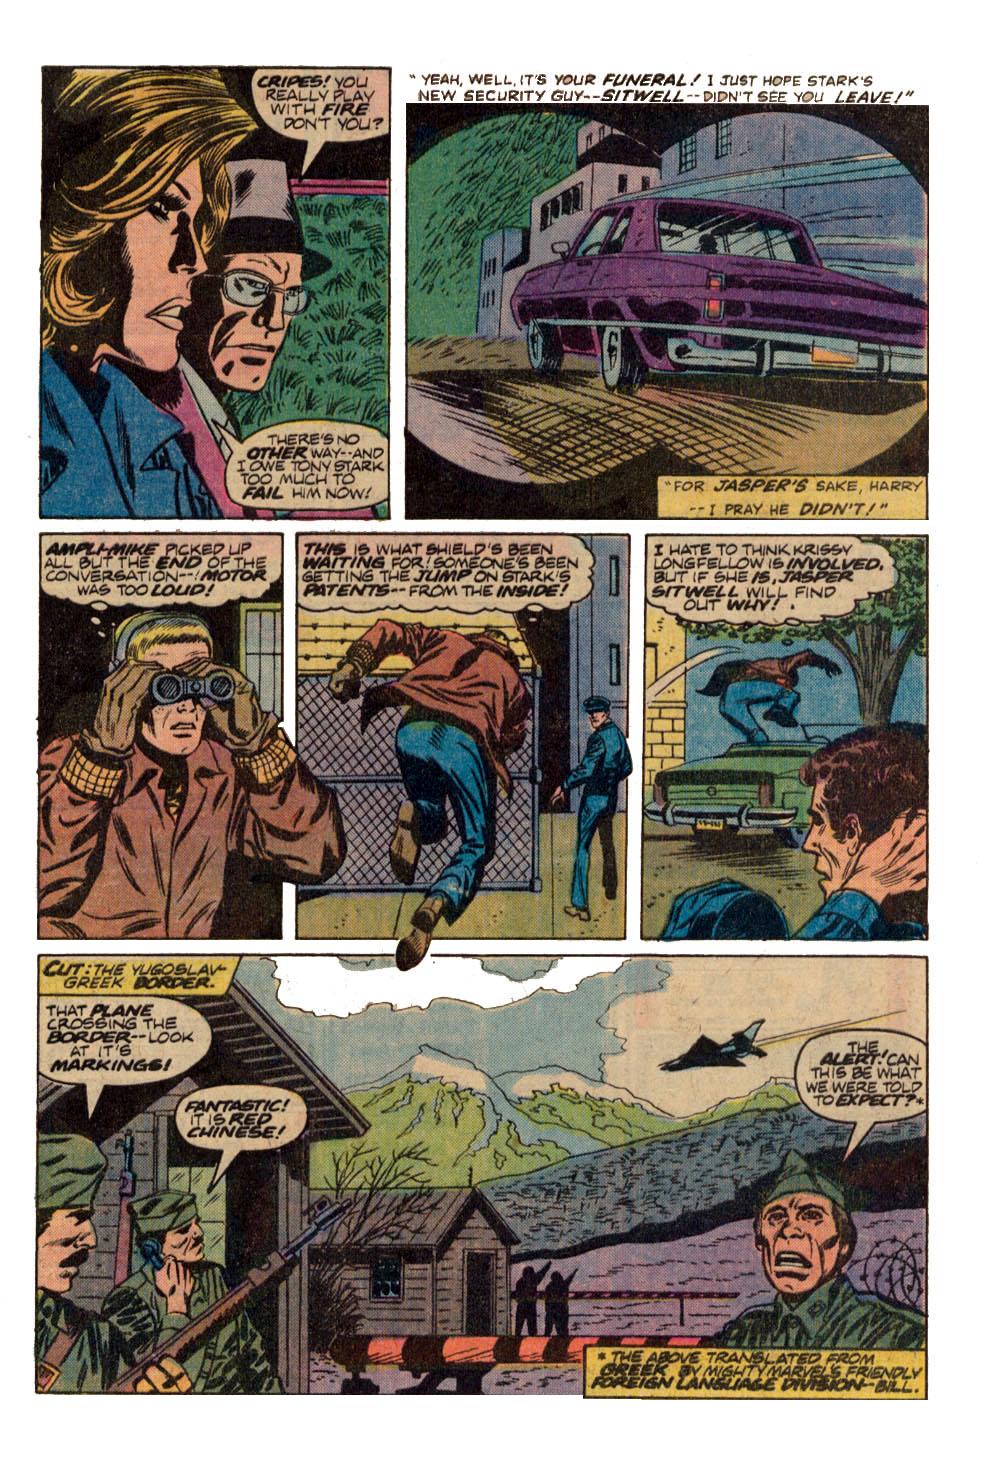 CRIPES! YOU
REALLY PLAY
WITH FIRE
DON'T YOU?
THERE'S NO
OTHER WAY--AND
I OWE TONY STARK
TOO MUCH TO
FAIL HIM NOW!
"YEAH, WELL, IT'S YOUR FUNERAL! I JUST HOPE STARK'S
NEW SECURITY GUY--SITWELL--DIDN'T SEE YOU LEAVE!"
"FOR JASPER'S SAKE, HARRY
--I PRAY HE DIDN'T!"
AMPLI-MIKE PICKED UP
ALL BUT THE END OF THE
CONVERSATION--! MOTOR
WAS TOO LOUD!
THIS IS WHAT SHIELD'S BEEN
WAITING FOR! SOMEONE'S BEEN
GETTING THE JUMP ON STARK'S
PATENTS--FROM THE INSIDE!
I HATE TO THINK KRISSY
LONGFELLOW IS INVOLVED,
BUT IF SHE IS, JASPER
SITWELL WILL FIND
OUT WHY!
CUT: THE YUGOSLAV-
GREEK BORDER.
THAT PLANE
CROSSING THE
BORDER--LOOK
AT IT'S
MARKINGS!
FANTASTIC!
IT IS RED
CHINESE!
THE
ALERT! CAN
THIS BE WHAT
WE WERE TOLD
TO EXPECT?*
* THE ABOVE TRANSLATED FROM
GREEK BY MIGHTY MARVEL'S FRIENDLY
FOREIGN LANGUAGE DIVISION--BILL.